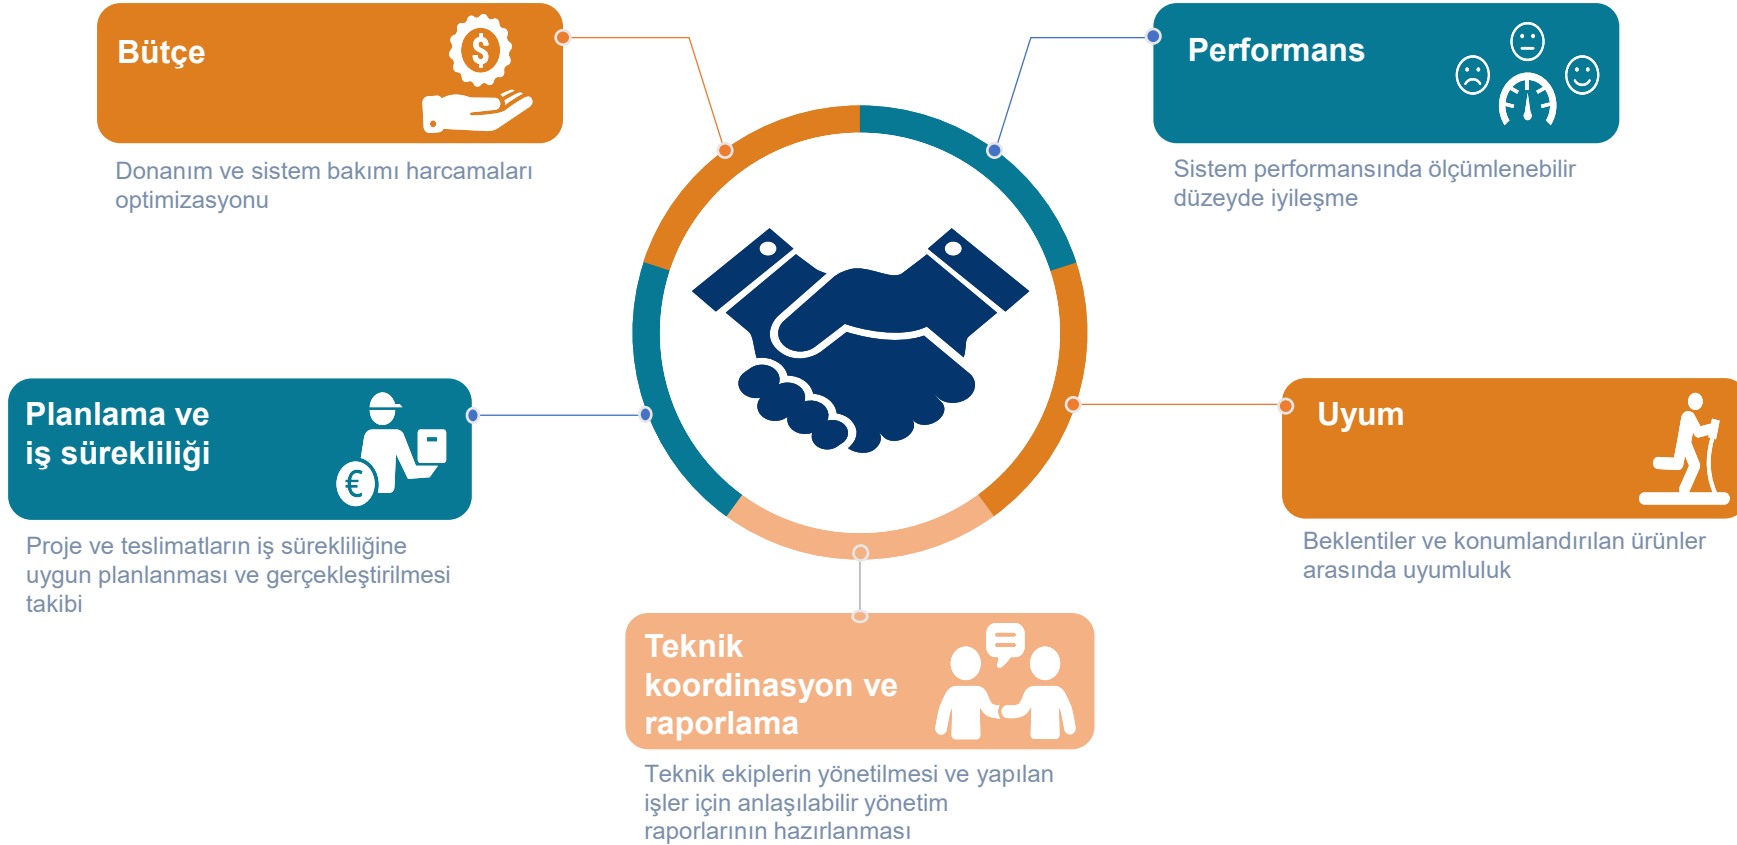 Bütçe
$
Donanım ve sistem bakımı harcamaları
optimizasyonu
Performans
Sistem performansında ölçümlenebilir
düzeyde iyileşme
Planlama ve
iş sürekliliği
€
Proje ve teslimatların iş sürekliliğine
uygun planlanması ve gerçekleştirilmesi
takibi
Uyum
Beklentiler ve konumlandırılan ürünler
arasında uyumluluk
Teknik
koordinasyon ve
raporlama
Teknik ekiplerin yönetilmesi ve yapılan
işler için anlaşılabilir yönetim
raporlarının hazırlanması